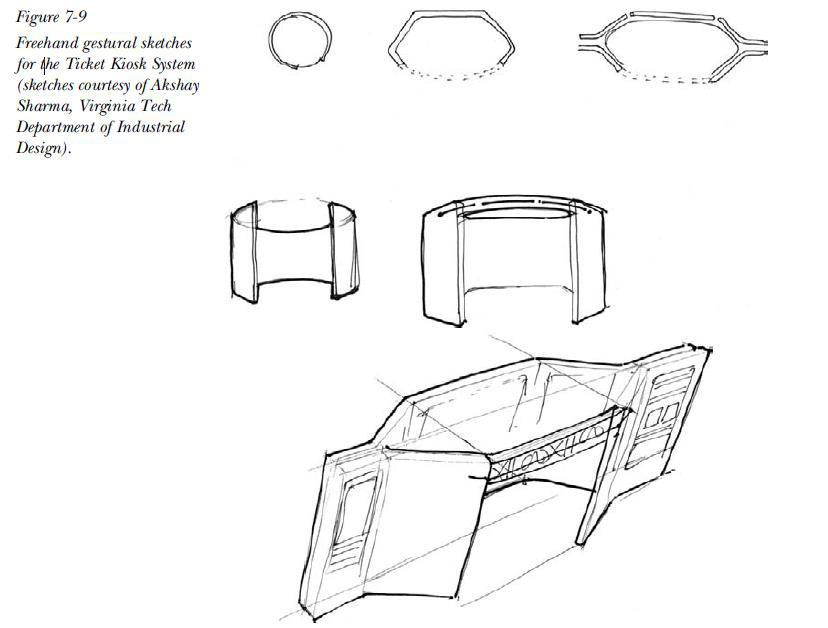 Figure 7-9
Freehand gestural sketches
for the Ticket Kiosk System
(sketches courtesy of Akshay
Sharma, Virginia Tech
Department of Industrial
Design).